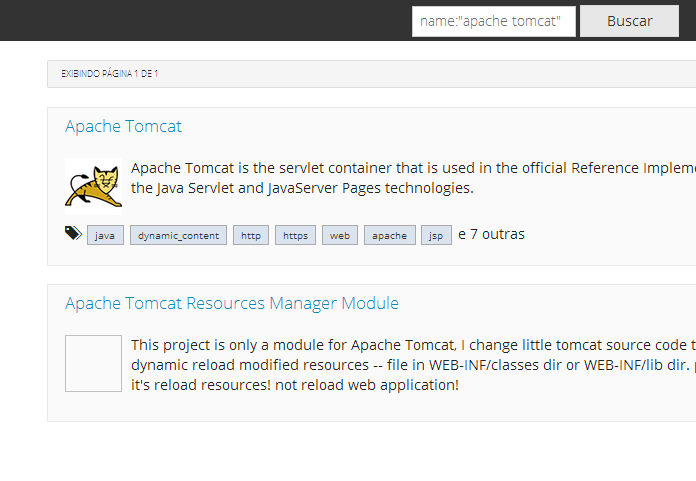 name:"apache tomcat"
Buscar
EXIBINDO PÁGINA 1 DE 1
Apache Tomcat
Apache Tomcat is the servlet container that is used in the official Reference Impleme
the Java Servlet and JavaServer Pages technologies.
java dynamic_content http https web apache jsp e 7 outras
Apache Tomcat Resources Manager Module
This project is only a module for Apache Tomcat, I change little tomcat source code t
dynamic reload modified resources -- file in WEB-INF/classes dir or WEB-INF/lib dir. p
it's reload resources! not reload web application!